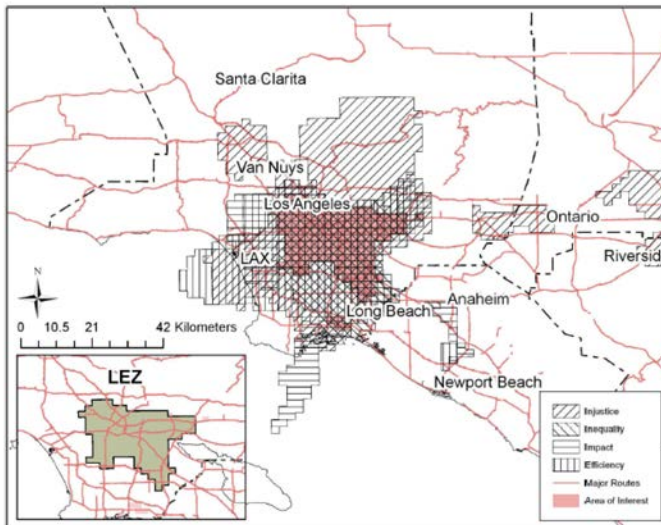 Santa Clarita
Van Nuys
Los Angeles
Ontario
LAX
Riversid
N
Anaheim
Long Beach
0 10.5 21 42 Kilometers
Newport Beach
LEZ
Injustice
Inequality
Impact
Efficiency
Major Routes
Area of Interest